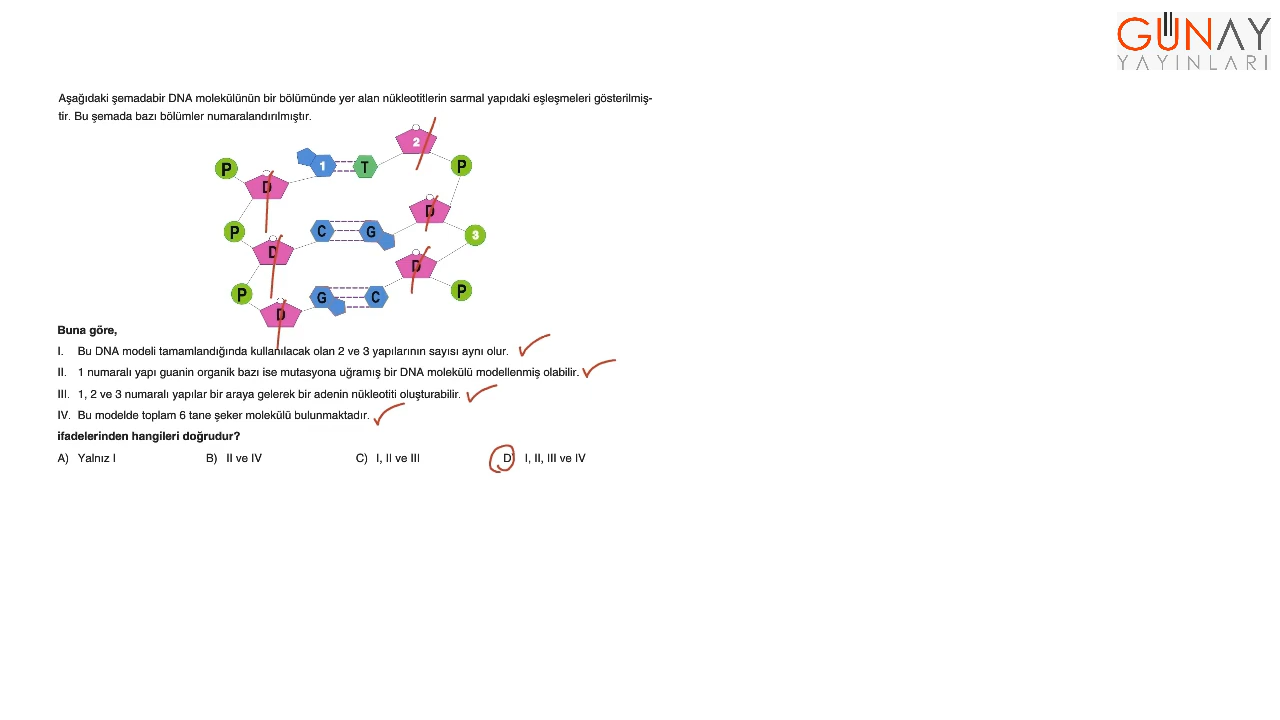 GÜNAY
YAYINLARI
Aşağıdaki şemadabir DNA molekülünün bir bölümünde yer alan nükleotitlerin sarmal yapıdaki eşleşmeleri gösterilmiş-
tir. Bu şemada bazı bölümler numaralandırılmıştır.
P D 1 T 2 P
P D C G D 3
P D G C D P
Buna göre,
I. Bu DNA modeli tamamlandığında kullanılacak olan 2 ve 3 yapılarının sayısı aynı olur.
II. 1 numaralı yapı guanin organik bazı ise mutasyona uğramış bir DNA molekülü modellenmiş olabilir.
III. 1, 2 ve 3 numaralı yapılar bir araya gelerek bir adenin nükleotiti oluşturabilir.
IV. Bu modelde toplam 6 tane şeker molekülü bulunmaktadır.
ifadelerinden hangileri doğrudur?
A) Yalnız I B) II ve IV C) I, II ve III D) I, II, III ve IV